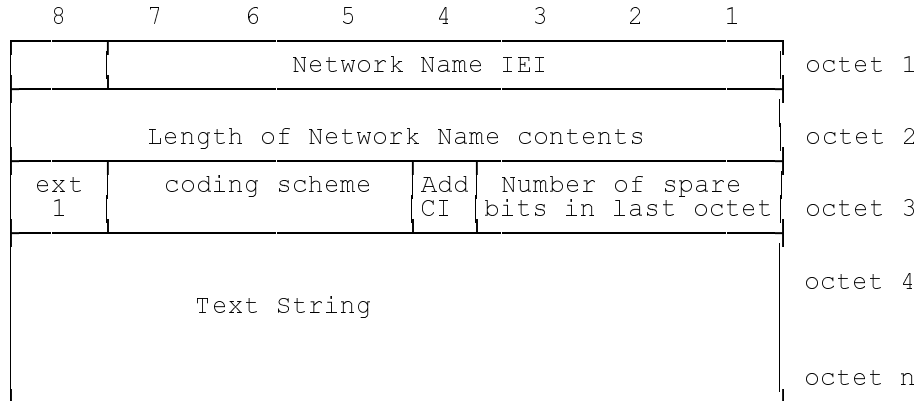 8 7 6 5 4 3 2 1
Network Name IEI octet 1
Length of Network Name contents octet 2
ext coding scheme Add Number of spare
1 CI bits in last octet octet 3
octet 4
Text String
octet n